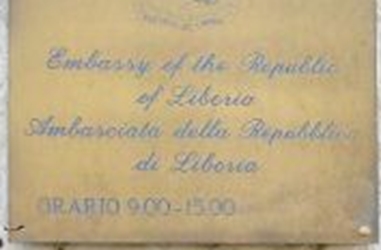 Embassy of the Republic
of Liberia
Ambasciata della Repubblica
di Liberia
ORARIO 9.00-15.00